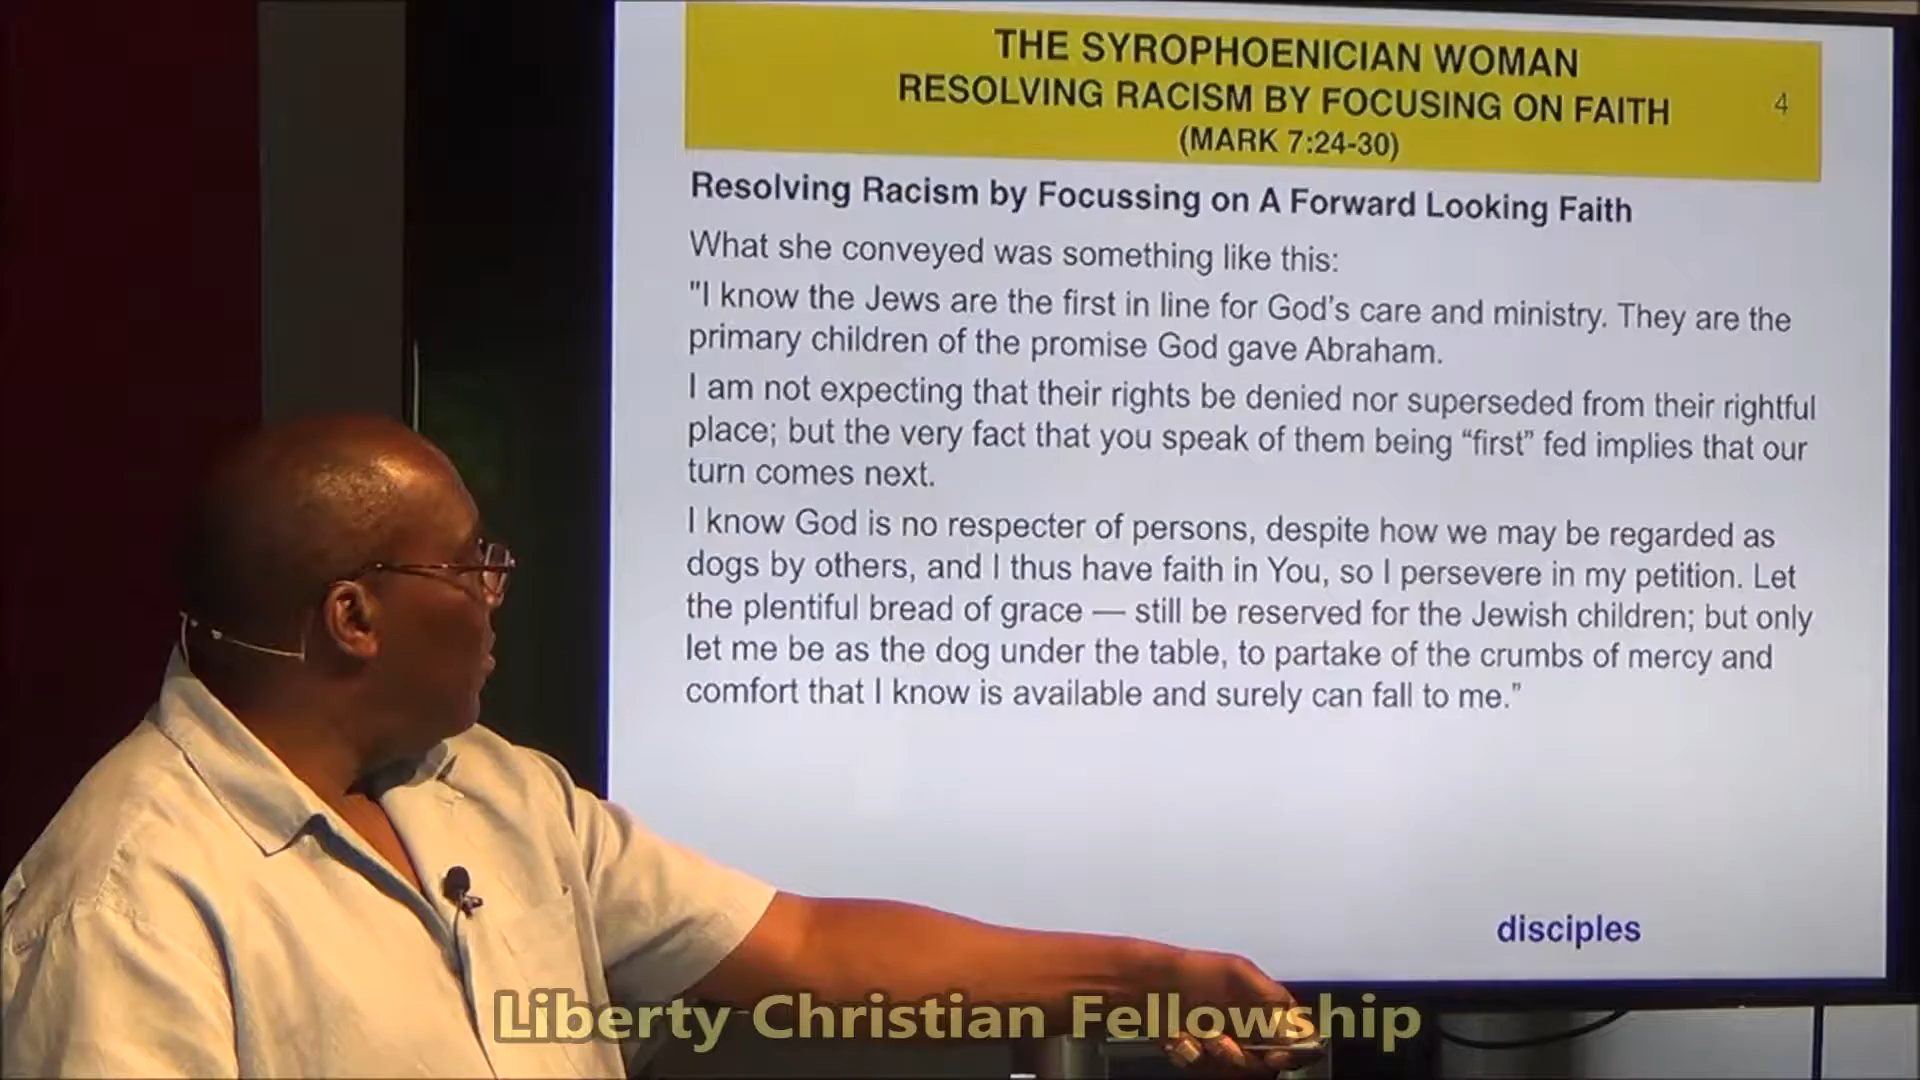 THE SYROPHOENICIAN WOMAN
RESOLVING RACISM BY FOCUSING ON FAITH
4
(MARK 7:24-30)
Resolving Racism by Focussing on A Forward Looking Faith
What she conveyed was something like this:
"I know the Jews are the first in line for God's care and ministry. They are the
primary children of the promise God gave Abraham.
I am not expecting that their rights be denied nor superseded from their rightful
place; but the very fact that you speak of them being “first” fed implies that our
turn comes next.
I know God is no respecter of persons, despite how we may be regarded as
dogs by others, and I thus have faith in You, so I persevere in my petition. Let
the plentiful bread of grace — still be reserved for the Jewish children; but only
let me be as the dog under the table, to partake of the crumbs of mercy and
comfort that I know is available and surely can fall to me.”
disciples
Liberty Christian Fellowship